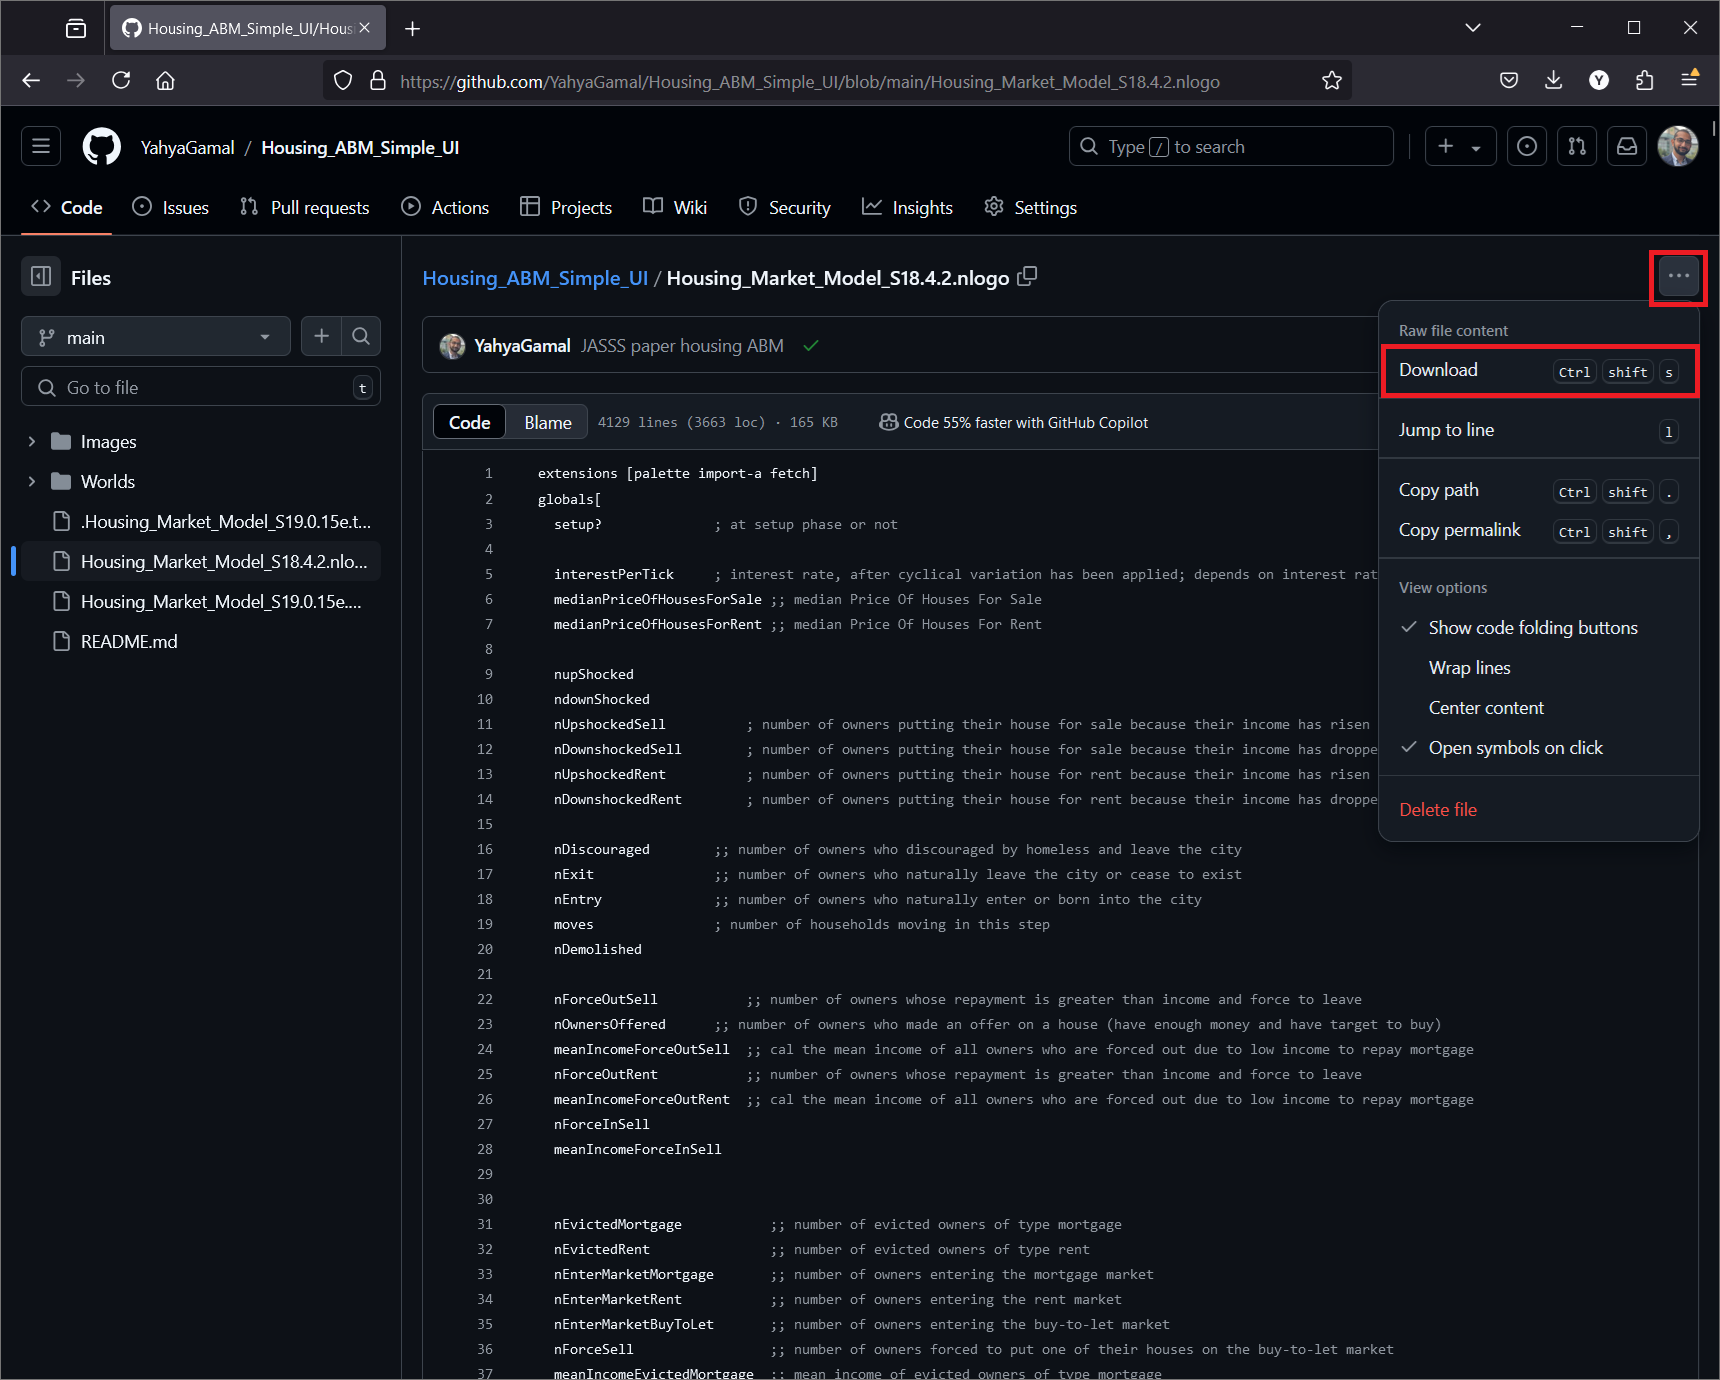 Housing_ABM_Simple_UI/Housi
https://github.com/YahyaGamal/Housing_ABM_Simple_UI/blob/main/Housing_Market_Model_S18.4.2.nlogo
Y
YahyaGamal / Housing_ABM_Simple_UI
Type / to search
Code Issues Pull requests Actions Projects Wiki Security Insights Settings
Files
main
Go to file t
Images
Worlds
.Housing_Market_Model_S19.0.15e.t...
Housing_Market_Model_S18.4.2.nlo...
Housing_Market_Model_S19.0.15e....
README.md
Housing_ABM_Simple_UI / Housing_Market_Model_S18.4.2.nlogo
YahyaGamal JASSS paper housing ABM
Code Blame 4129 lines (3663 loc) · 165 KB Code 55% faster with GitHub Copilot
1 extensions [palette import-a fetch]
2 globals[
3 setup? ; at setup phase or not
4
5 interestPerTick ; interest rate, after cyclical variation has been applied; depends on interest rat
6 medianPriceOfHousesForSale ;; median Price Of Houses For Sale
7 medianPriceOfHousesForRent ;; median Price Of Houses For Rent
8
9 nupShocked
10 ndownShocked
11 nUpshockedSell ; number of owners putting their house for sale because their income has risen
12 nDownshockedSell ; number of owners putting their house for sale because their income has droppe
13 nUpshockedRent ; number of owners putting their house for rent because their income has risen
14 nDownshockedRent ; number of owners putting their house for rent because their income has droppe
15
16 nDiscouraged ;; number of owners who discouraged by homeless and leave the city
17 nExit ;; number of owners who naturally leave the city or cease to exist
18 nEntry ;; number of owners who naturally enter or born into the city
19 moves ; number of households moving in this step
20 nDemolished
21
22 nForceOutSell ;; number of owners whose repayment is greater than income and force to leave
23 nOwnersOffered ;; number of owners who made an offer on a house (have enough money and have target to buy)
24 meanIncomeForceOutSell ;; cal the mean income of all owners who are forced out due to low income to repay mortgage
25 nForceOutRent ;; number of owners whose repayment is greater than income and force to leave
26 meanIncomeForceOutRent ;; cal the mean income of all owners who are forced out due to low income to repay mortgage
27 nForceInSell
28 meanIncomeForceInSell
29
30
31 nEvictedMortgage ;; number of evicted owners of type mortgage
32 nEvictedRent ;; number of evicted owners of type rent
33 nEnterMarketMortgage ;; number of owners entering the mortgage market
34 nEnterMarketRent ;; number of owners entering the rent market
35 nEnterMarketBuyToLet ;; number of owners entering the buy-to-let market
36 nForceSell ;; number of owners forced to put one of their houses on the buy-to-let market
37 meanIncomeEvictedMortgage ;; mean income of evicted owners of type mortgage
Raw file content
Download Ctrl shift s
Jump to line l
Copy path Ctrl shift .
Copy permalink Ctrl shift ,
View options
Show code folding buttons
Wrap lines
Center content
Open symbols on click
Delete file